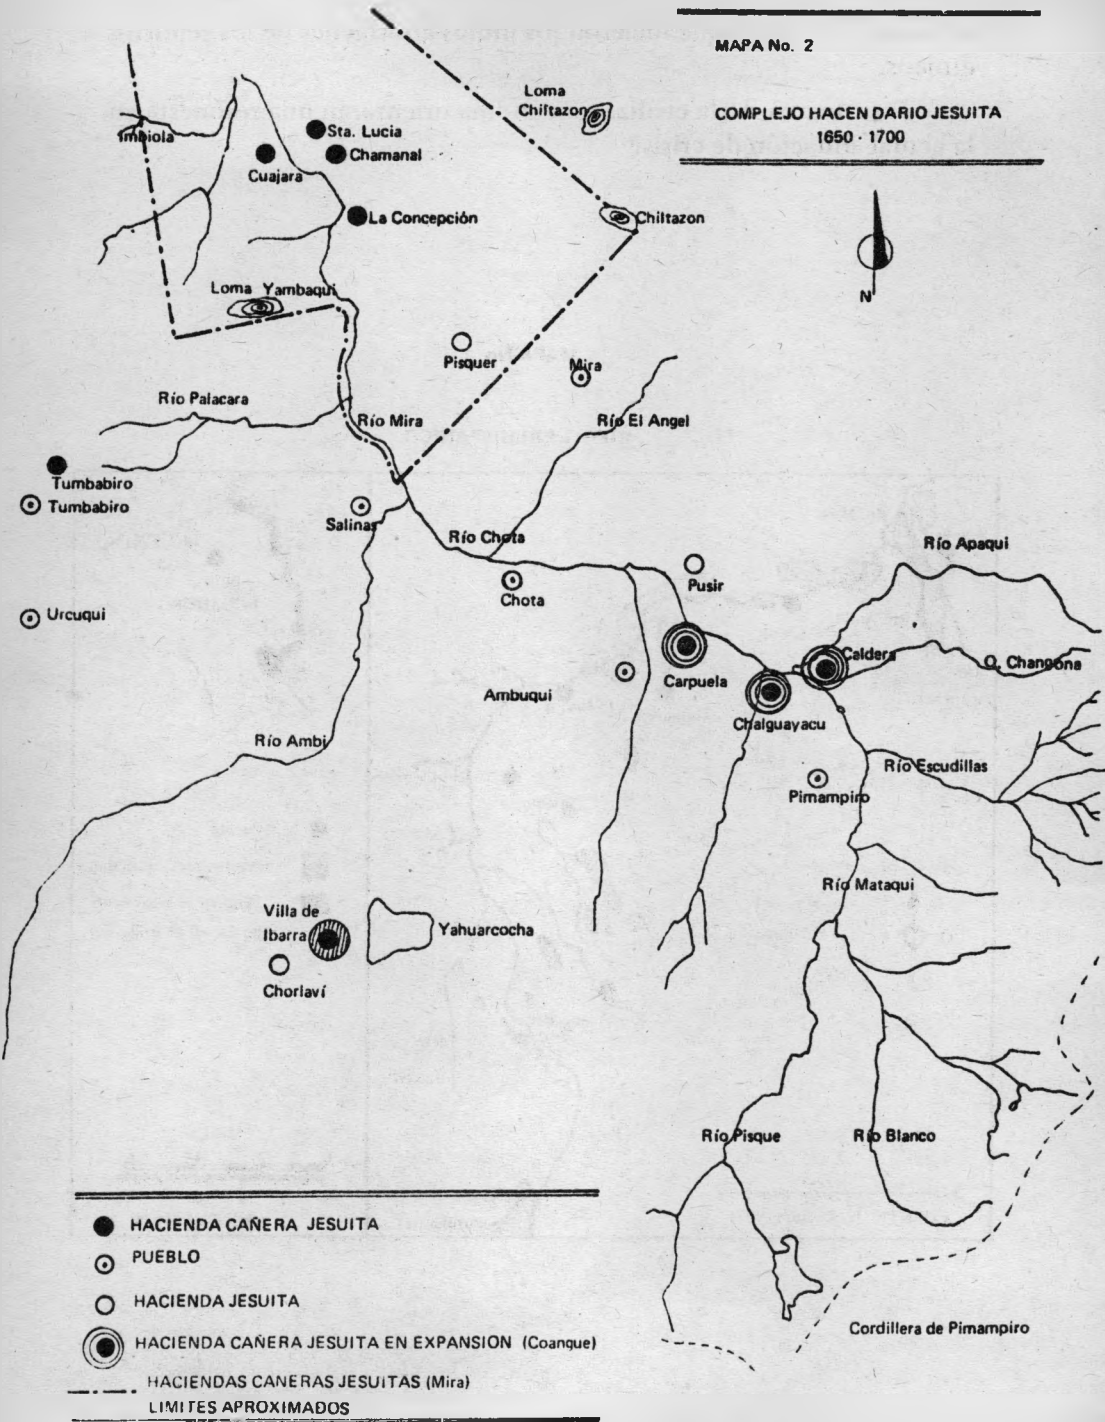 MAPA No. 2
COMPLEJO HACENDARIO JESUITA
1650 - 1700
N
Loma
Chiltazon
Imbiola
Sta. Lucia
Chamanal
Cuajara
La Concepción
Chiltazon
Loma Yambaqui
Pisquer
Mira
Río Palacara
Río Mira
Río El Angel
Tumbabiro
Tumbabiro
Salinas
Río Chota
Río Apaqui
Pusir
Chota
Urcuqui
Caldera
Q. Changona
Carpuela
Ambuqui
Chalguayacu
Río Ambi
Río Escudillas
Pimampiro
Río Mataqui
Villa de
Ibarra
Yahuarcocha
Chorlaví
Río Pisque
Río Blanco
Cordillera de Pimampiro
HACIENDA CAÑERA JESUITA
PUEBLO
HACIENDA JESUITA
HACIENDA CAÑERA JESUITA EN EXPANSION (Coangue)
HACIENDAS CANERAS JESUITAS (Mira)
LIMITES APROXIMADOS